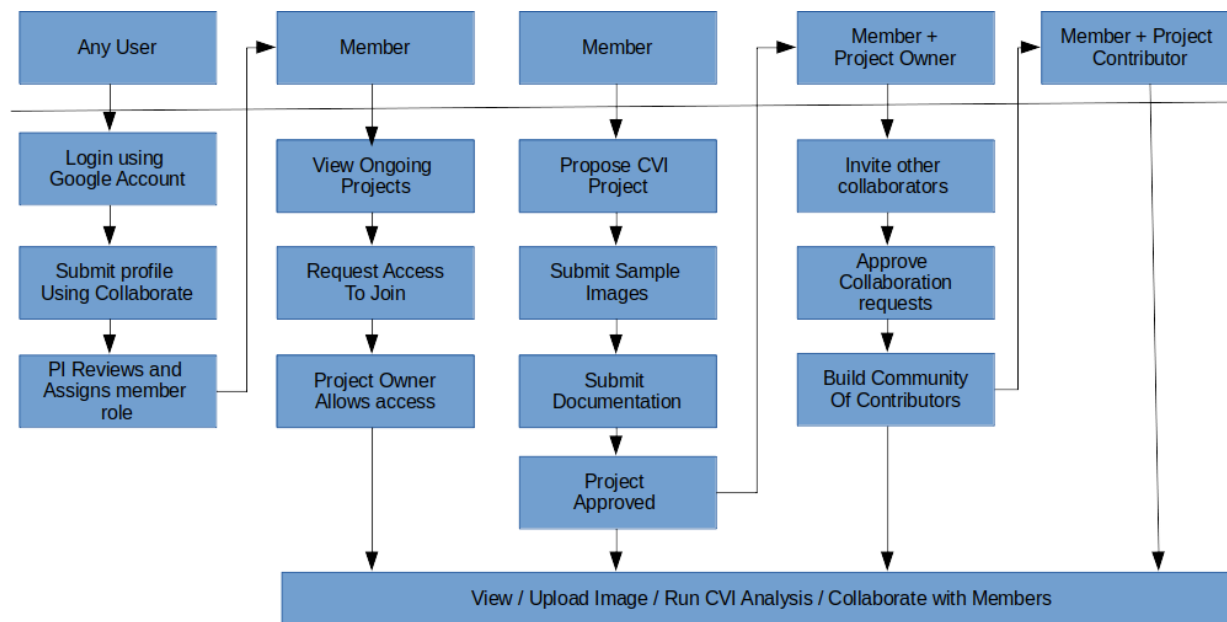 Any User
Member
Member
Member +
Project Owner
Member + Project
Contributor
Login using
Google Account
View Ongoing
Projects
Propose CVI
Project
Invite other
collaborators
Submit profile
Using Collaborate
Request Access
To Join
Submit Sample
Images
Approve
Collaboration
requests
PI Reviews and
Assigns member
role
Project Owner
Allows access
Submit
Documentation
Build Community
Of Contributors
Project
Approved
View / Upload Image / Run CVI Analysis / Collaborate with Members